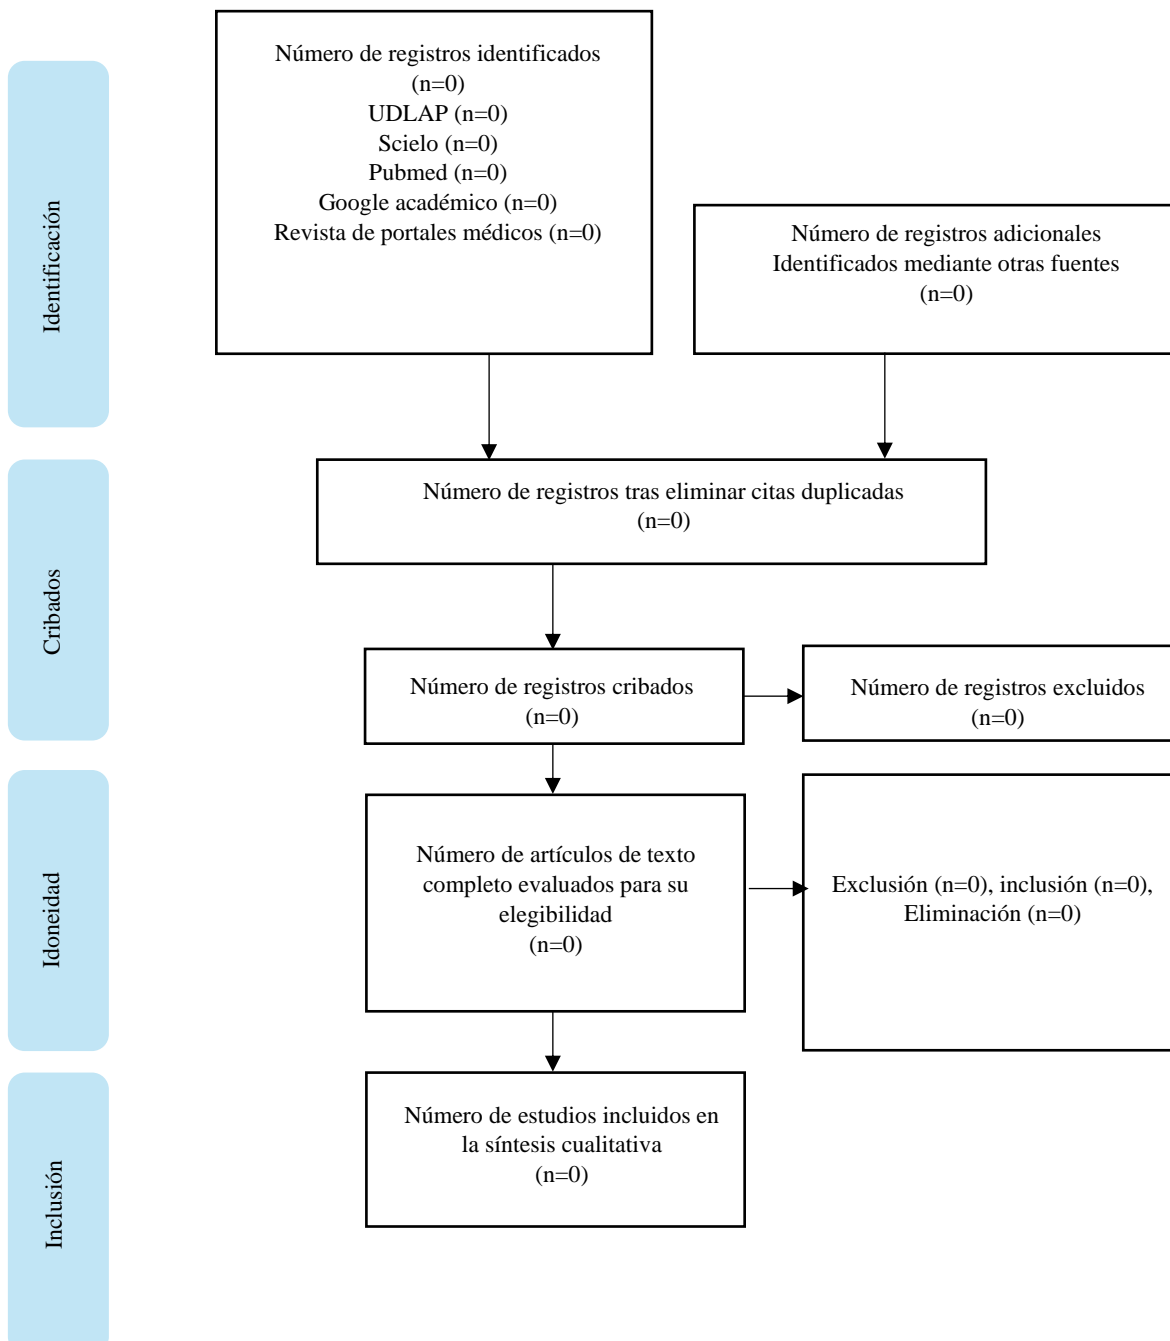 Identificación
Número de registros identificados
(n=0)
UDLAP (n=0)
Scielo (n=0)
Pubmed (n=0)
Google académico (n=0)
Revista de portales médicos (n=0)
Número de registros adicionales
Identificados mediante otras fuentes
(n=0)
Cribados
Número de registros tras eliminar citas duplicadas
(n=0)
Número de registros cribados
(n=0)
Número de registros excluidos
(n=0)
Idoneidad
Número de artículos de texto
completo evaluados para su
elegibilidad
(n=0)
Exclusión (n=0), inclusión (n=0),
Eliminación (n=0)
Inclusión
Número de estudios incluidos en
la síntesis cualitativa
(n=0)